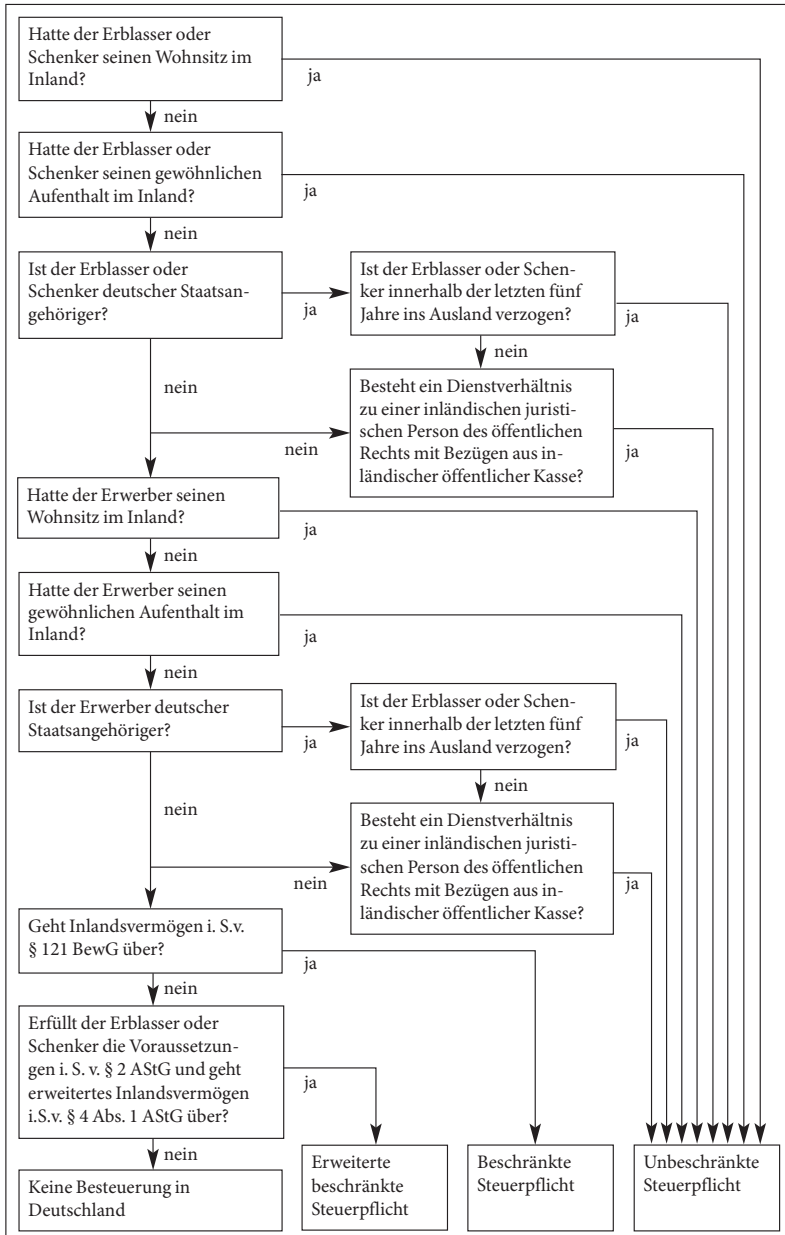 Hatte der Erblasser oder
Schenker seinen Wohnsitz im
Inland?
ja
nein
Hatte der Erblasser oder
Schenker seinen gewöhnlichen
Aufenthalt im Inland?
ja
nein
Ist der Erblasser oder
Schenker deutscher Staatsan-
gehöriger?
ja
Ist der Erblasser oder Schen-
ker innerhalb der letzten fünf
Jahre ins Ausland verzogen?
ja
nein
nein
Besteht ein Dienstverhältnis
zu einer inländischen juristi-
schen Person des öffentlichen
Rechts mit Bezügen aus in-
ländischer öffentlicher Kasse?
nein
ja
Hatte der Erwerber seinen
Wohnsitz im Inland?
ja
nein
Hatte der Erwerber seinen
gewöhnlichen Aufenthalt im
Inland?
ja
nein
Ist der Erwerber deutscher
Staatsangehöriger?
ja
Ist der Erblasser oder Schen-
ker innerhalb der letzten fünf
Jahre ins Ausland verzogen?
ja
nein
nein
Besteht ein Dienstverhältnis
zu einer inländischen juristi-
schen Person des öffentlichen
Rechts mit Bezügen aus in-
ländischer öffentlicher Kasse?
nein
ja
Geht Inlandsvermögen i. S.v.
§ 121 BewG über?
ja
nein
Erfüllt der Erblasser oder
Schenker die Voraussetzun-
gen i. S. v. § 2 AStG und geht
erweitertes Inlandsvermögen
i.S.v. § 4 Abs. 1 AStG über?
ja
nein
Keine Besteuerung in
Deutschland
Erweiterte
beschränkte
Steuerpflicht
Beschränkte
Steuerpflicht
Unbeschränkte
Steuerpflicht